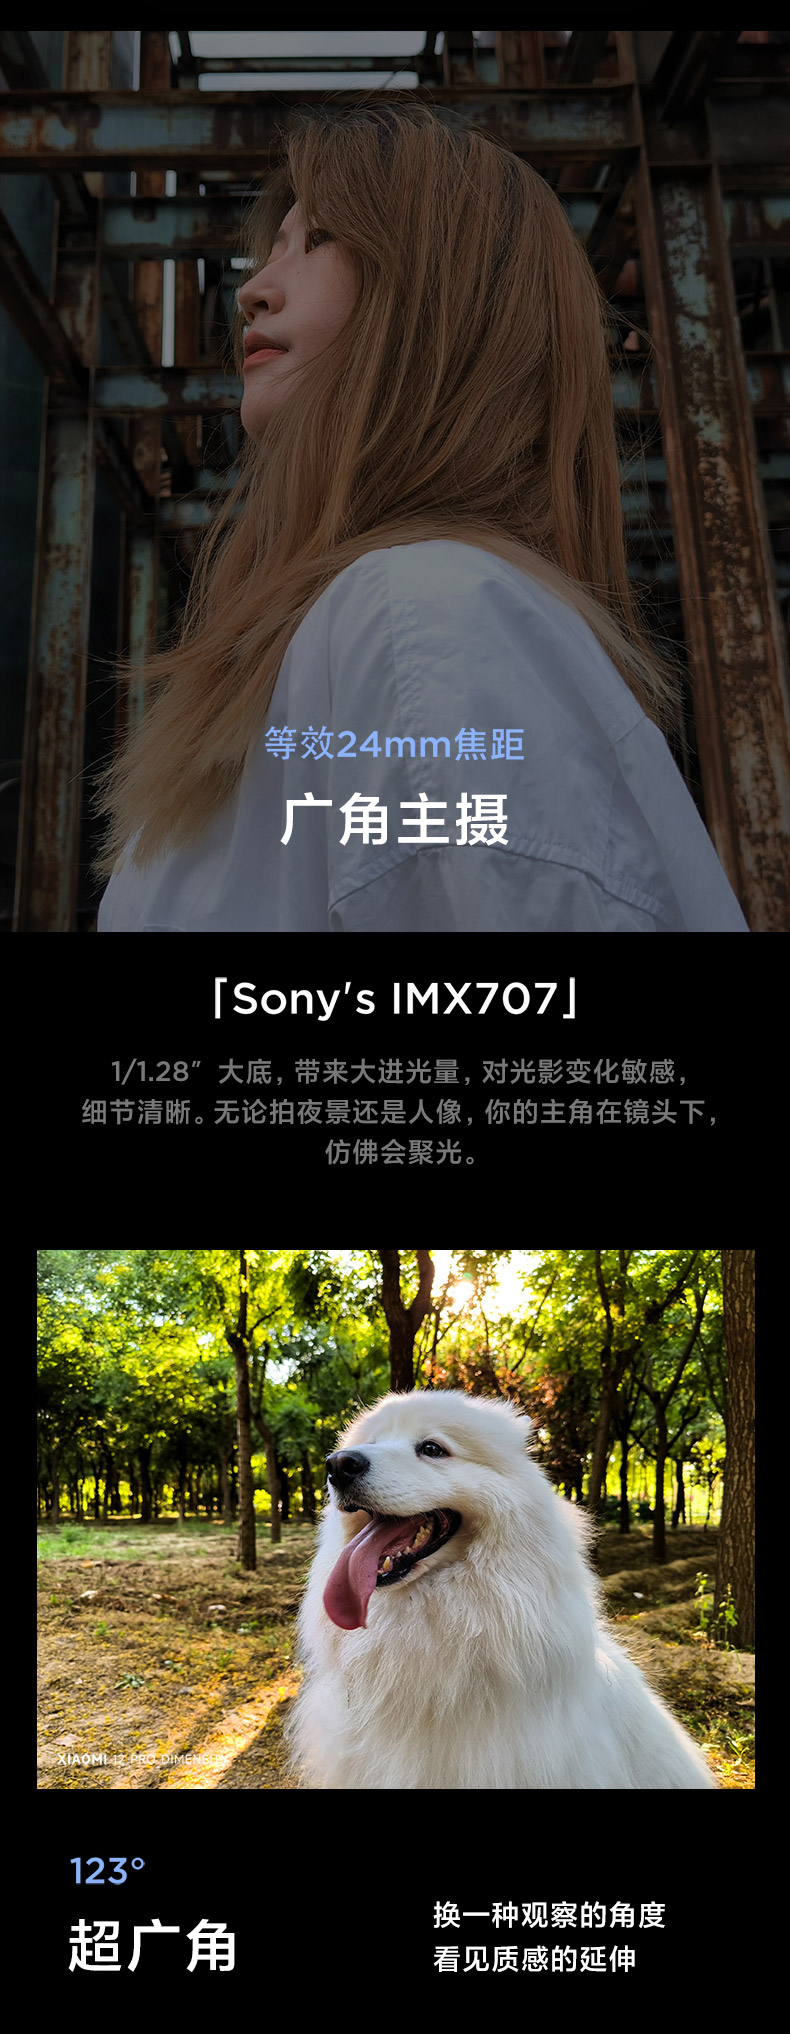 等效24mm焦距
广角主摄
「Sony's IMX707」
1/1.28” 大底, 带来大进光量, 对光影变化敏感,
细节清晰。无论拍夜景还是人像, 你的主角在镜头下,
仿佛会聚光。
XIAOMI 12 PRO DIMENSITY
123°
超广角
换一种观察的角度
看见质感的延伸